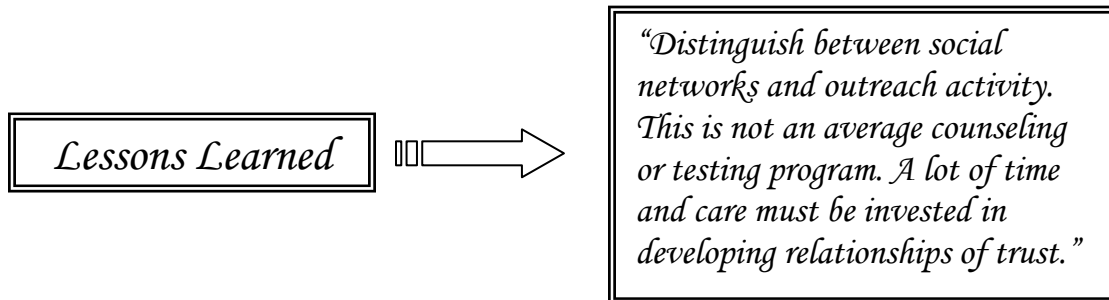 Lessons Learned
“Distinguish between social
networks and outreach activity.
This is not an average counseling
or testing program. A lot of time
and care must be invested in
developing relationships of trust.”